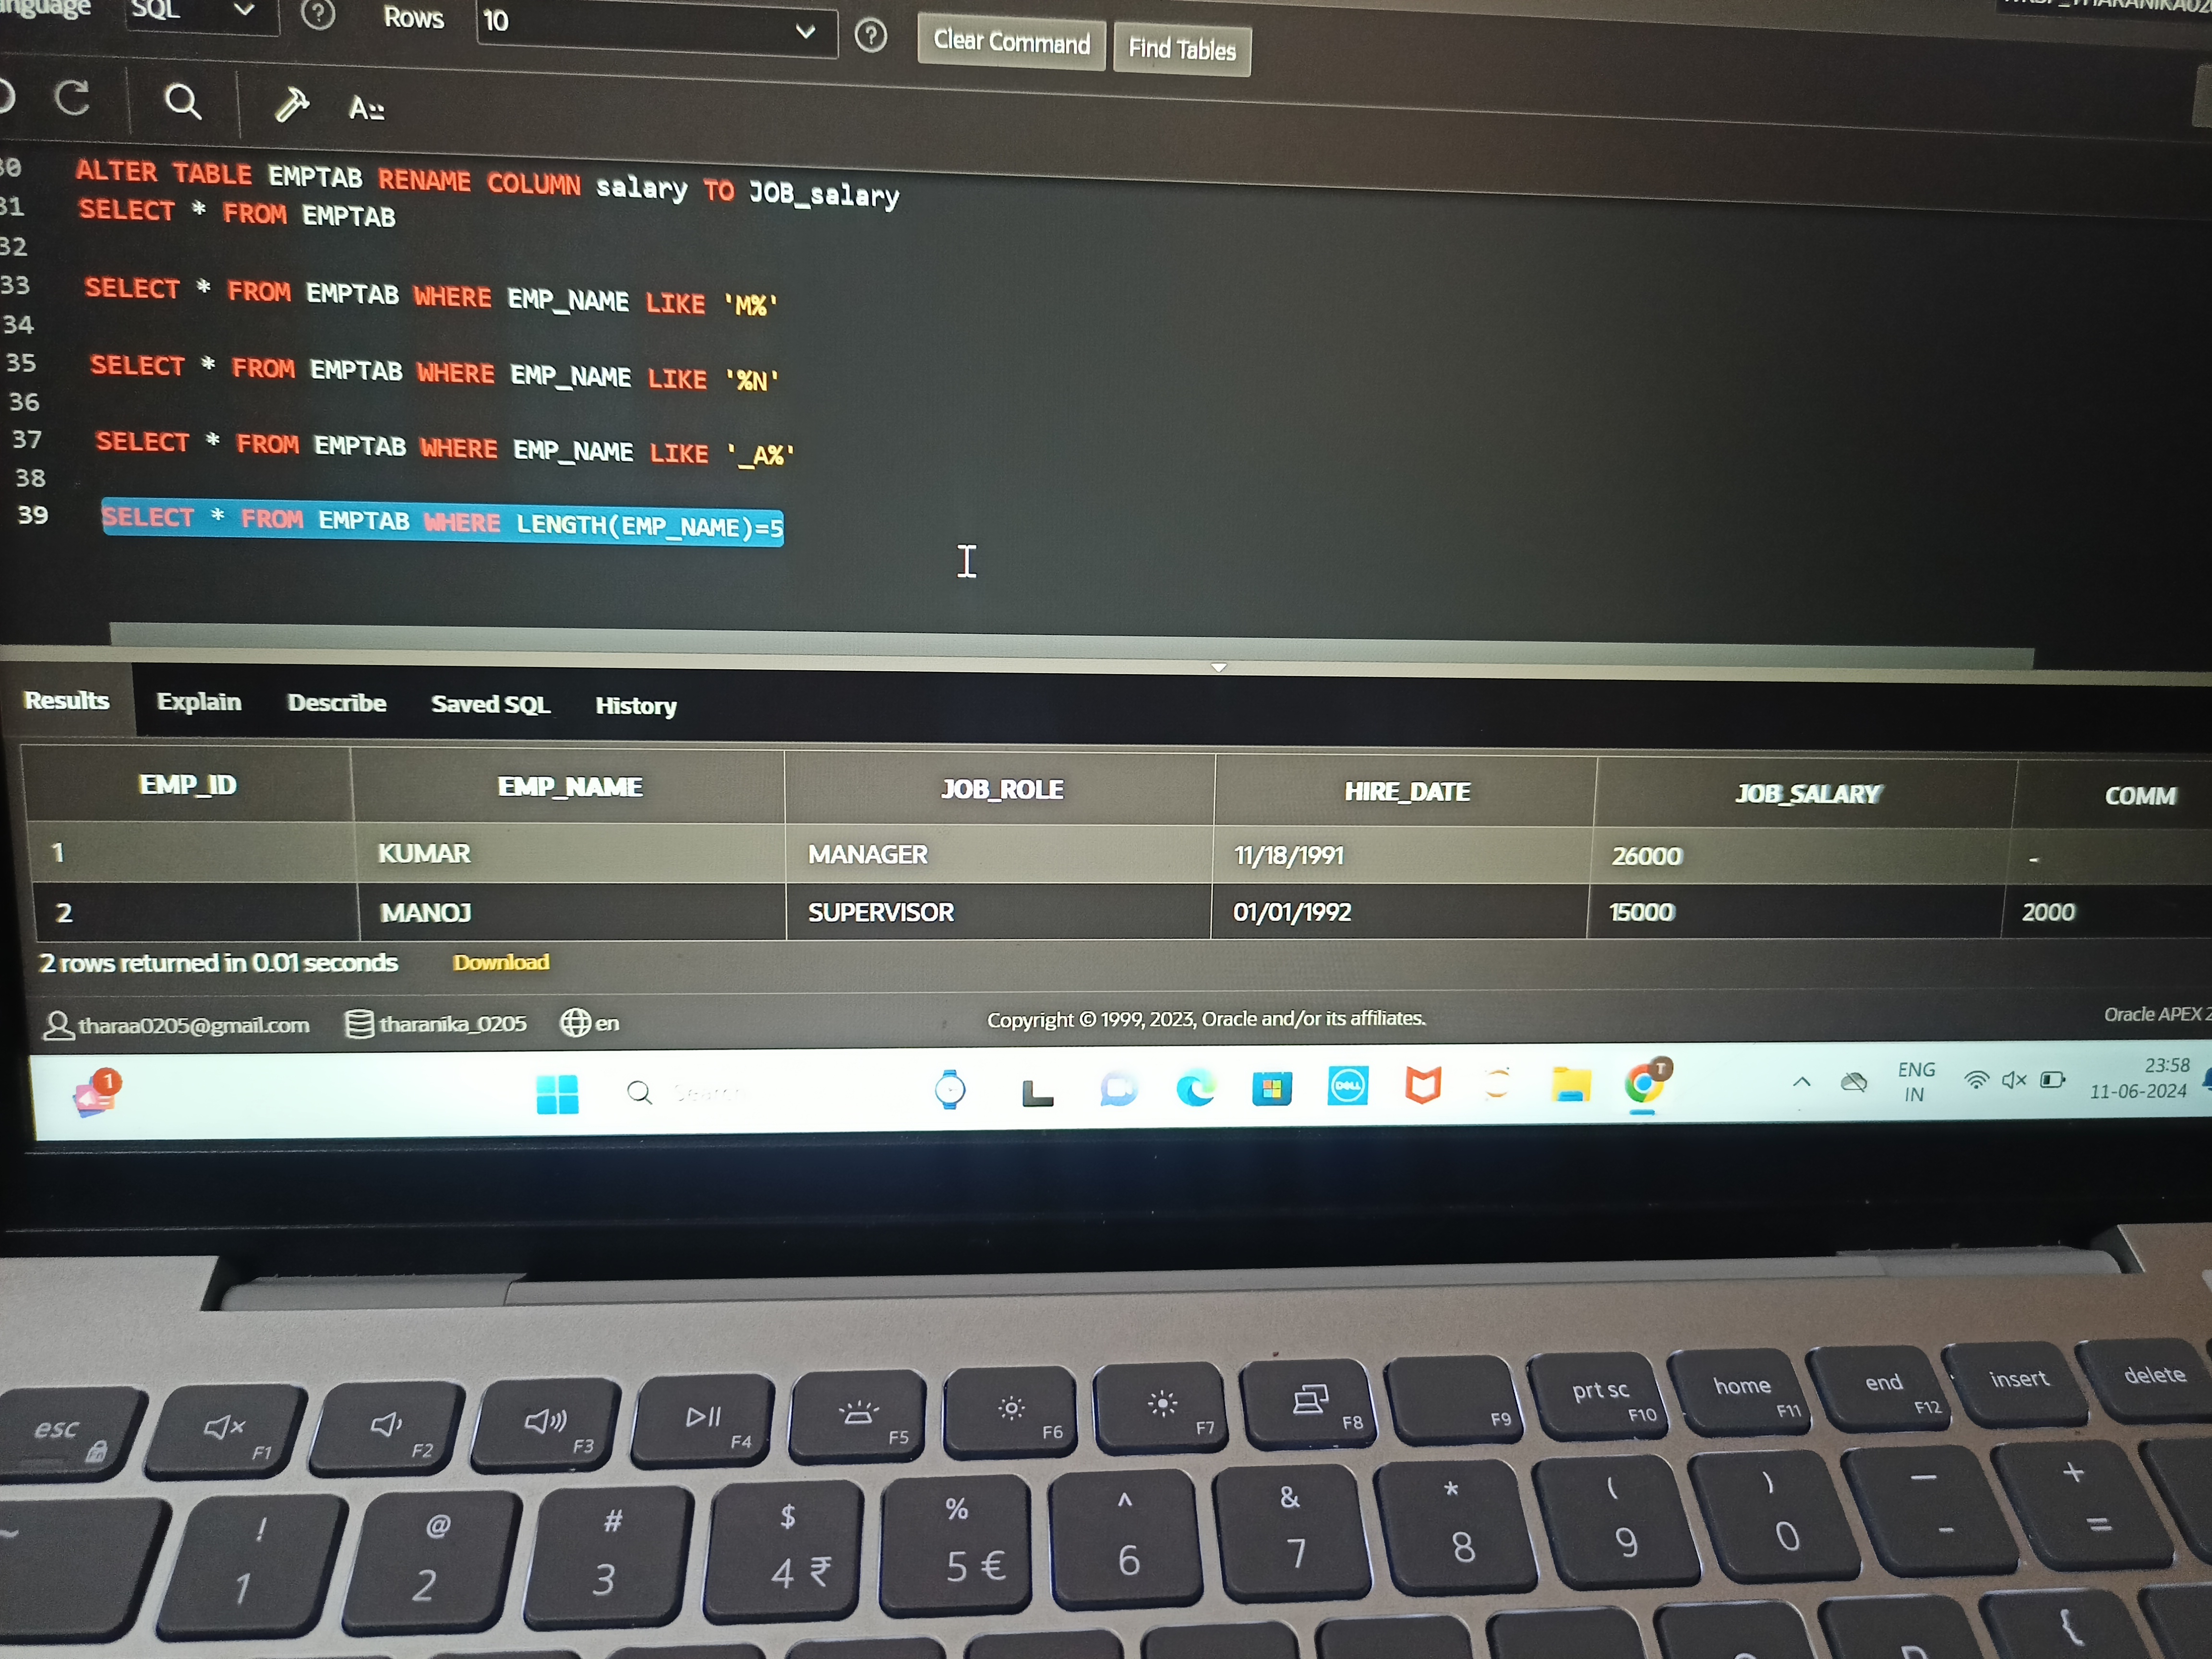 SQL
Rows
10
Clear Command
Find Tables
ALTER TABLE EMPTAB RENAME COLUMN salary TO JOB_salary
31 SELECT * FROM EMPTAB
32
33 SELECT * FROM EMPTAB WHERE EMP_NAME LIKE 'M%'
34
35 SELECT * FROM EMPTAB WHERE EMP_NAME LIKE '%N'
36
37 SELECT * FROM EMPTAB WHERE EMP_NAME LIKE '_A%'
38
39 SELECT * FROM EMPTAB WHERE LENGTH(EMP_NAME)=5
Results Explain Describe Saved SQL History
EMP_ID EMP_NAME JOB_ROLE HIRE_DATE JOB_SALARY COMM
1 KUMAR MANAGER 11/18/1991 26000 -
2 MANOJ SUPERVISOR 01/01/1992 15000 2000
2 rows returned in 0.01 seconds Download
tharaa0205@gmail.com tharanika_0205 en Copyright © 1999, 2023, Oracle and/or its affiliates. Oracle APEX
1 Search DELL T ENG 23:58
IN 11-06-2024
esc F1 F2 F3 F4 F5 F6 F7 F8 F9 prt sc F10 home F11 end F12 insert delete
~ ! @ # $ % ^ & * ( ) — +
1 2 3 4 ₹ 5 € 6 7 8 9 0 - =
{